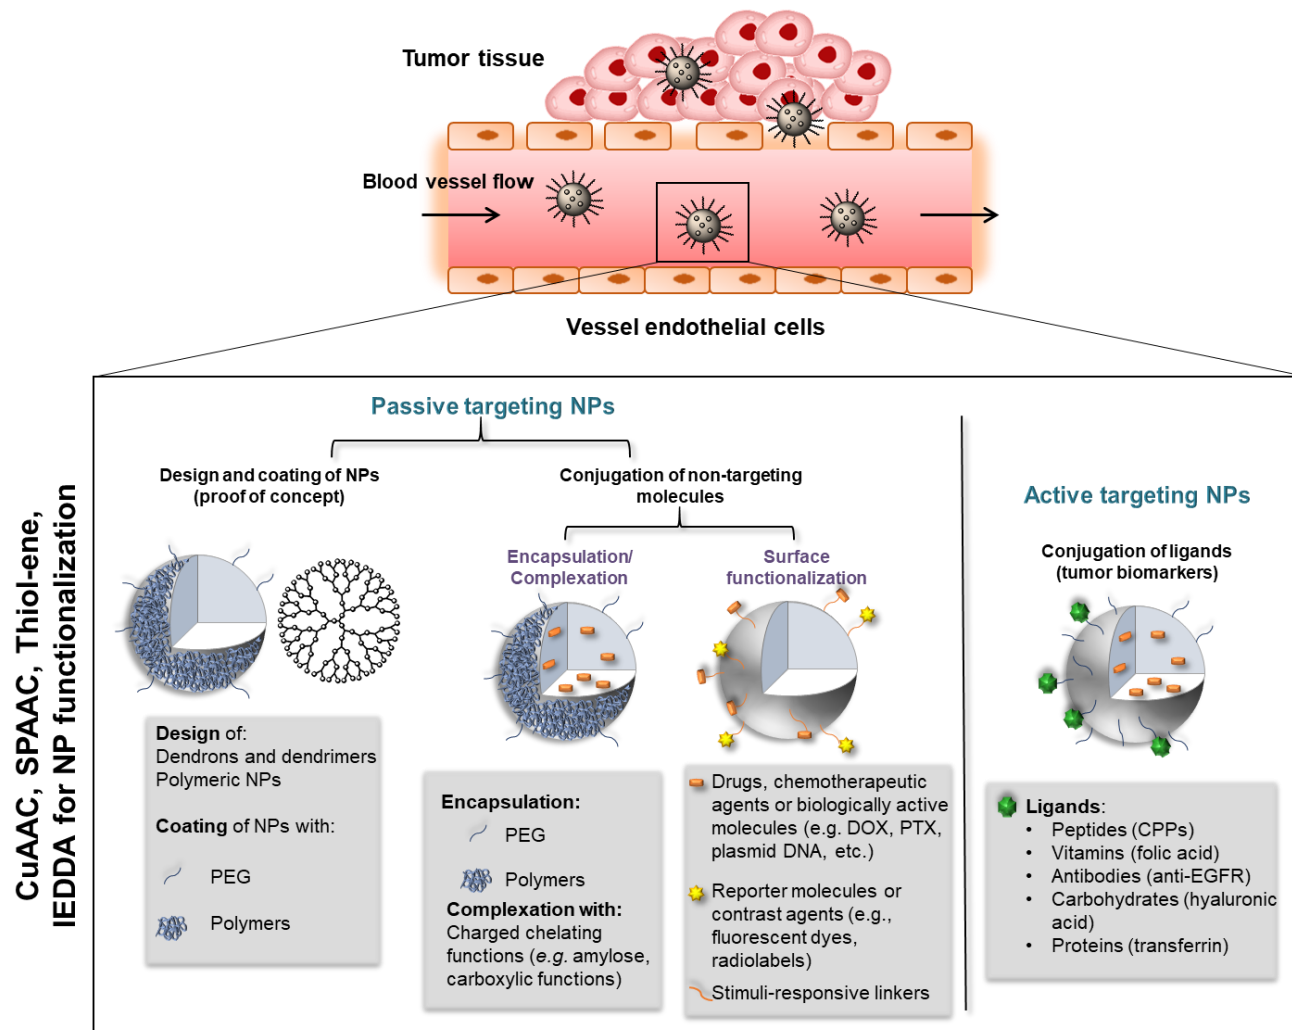 Tumor tissue
Blood vessel flow
Vessel endothelial cells
CuAAC, SPAAC, Thiol-ene,
IEDDA for NP functionalization
Passive targeting NPs
Design and coating of NPs
(proof of concept)
Conjugation of non-targeting
molecules
Encapsulation/
Complexation
Surface
functionalization
Design of:
Dendrons and dendrimers
Polymeric NPs
Coating of NPs with:
PEG
Polymers
Encapsulation:
PEG
Polymers
Complexation with:
Charged chelating
functions (e.g. amylose,
carboxylic functions)
Drugs, chemotherapeutic
agents or biologically active
molecules (e.g. DOX, PTX,
plasmid DNA, etc.)
Reporter molecules or
contrast agents (e.g.,
fluorescent dyes,
radiolabels)
Stimuli-responsive linkers
Active targeting NPs
Conjugation of ligands
(tumor biomarkers)
Ligands:
• Peptides (CPPs)
• Vitamins (folic acid)
• Antibodies (anti-EGFR)
• Carbohydrates (hyaluronic
acid)
• Proteins (transferrin)